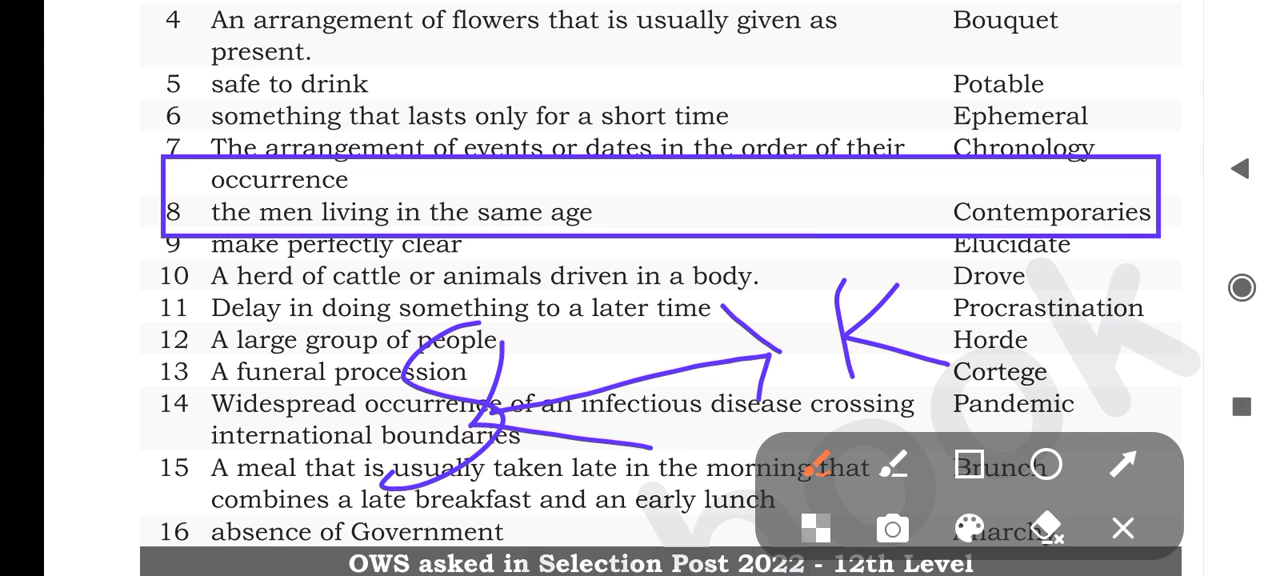 4 An arrangement of flowers that is usually given as Bouquet
present.
5 safe to drink Potable
6 something that lasts only for a short time Ephemeral
7 The arrangement of events or dates in the order of their Chronology
occurrence
8 the men living in the same age Contemporaries
9 make perfectly clear Elucidate
10 A herd of cattle or animals driven in a body. Drove
11 Delay in doing something to a later time Procrastination
12 A large group of people Horde
13 A funeral procession Cortege
14 Widespread occurrence of an infectious disease crossing Pandemic
international boundaries
15 A meal that is usually taken late in the morning that Brunch
combines a late breakfast and an early lunch
16 absence of Government
OWS asked in Selection Post 2022 - 12th Level